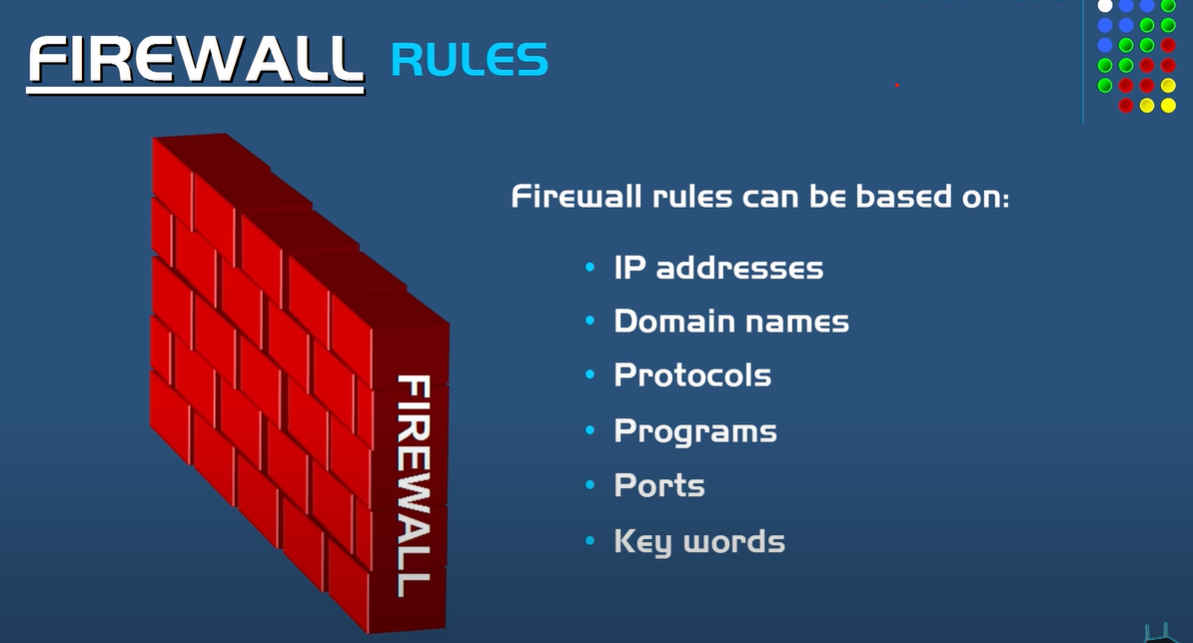 FIREWALL RULES
Firewall rules can be based on:
• IP addresses
• Domain names
• Protocols
• Programs
• Ports
• Key words
FIREWALL